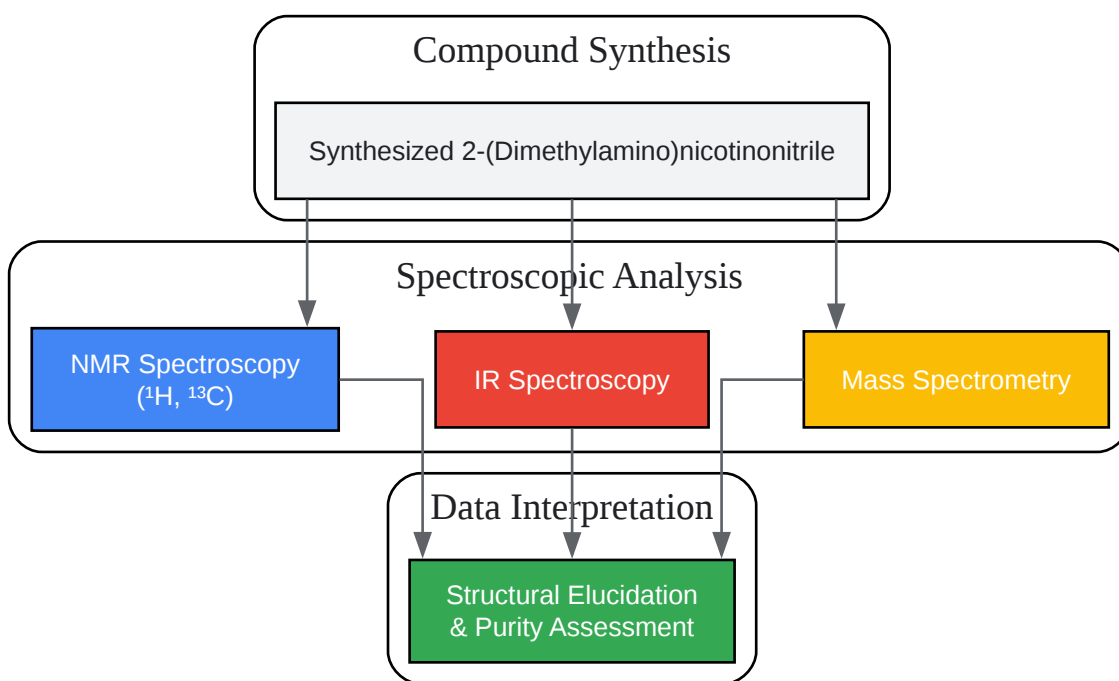 Compound Synthesis
Synthesized 2-(Dimethylamino)nicotinonitrile
Spectroscopic Analysis
NMR Spectroscopy
(¹H, ¹³C)
IR Spectroscopy
Mass Spectrometry
Data Interpretation
Structural Elucidation
& Purity Assessment